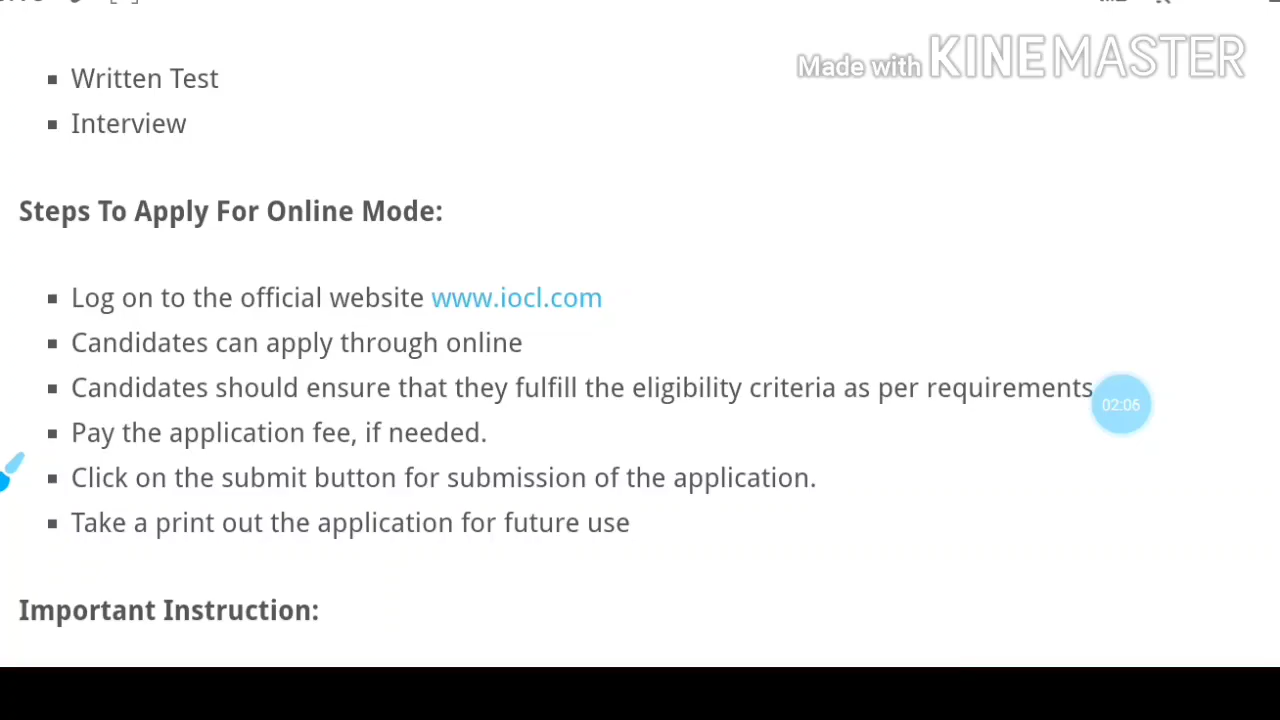 Made with KINEMASTER
Written Test
Interview
Steps To Apply For Online Mode:
Log on to the official website www.iocl.com
Candidates can apply through online
Candidates should ensure that they fulfill the eligibility criteria as per requirements
02:06
Pay the application fee, if needed.
Click on the submit button for submission of the application.
Take a print out the application for future use
Important Instruction: